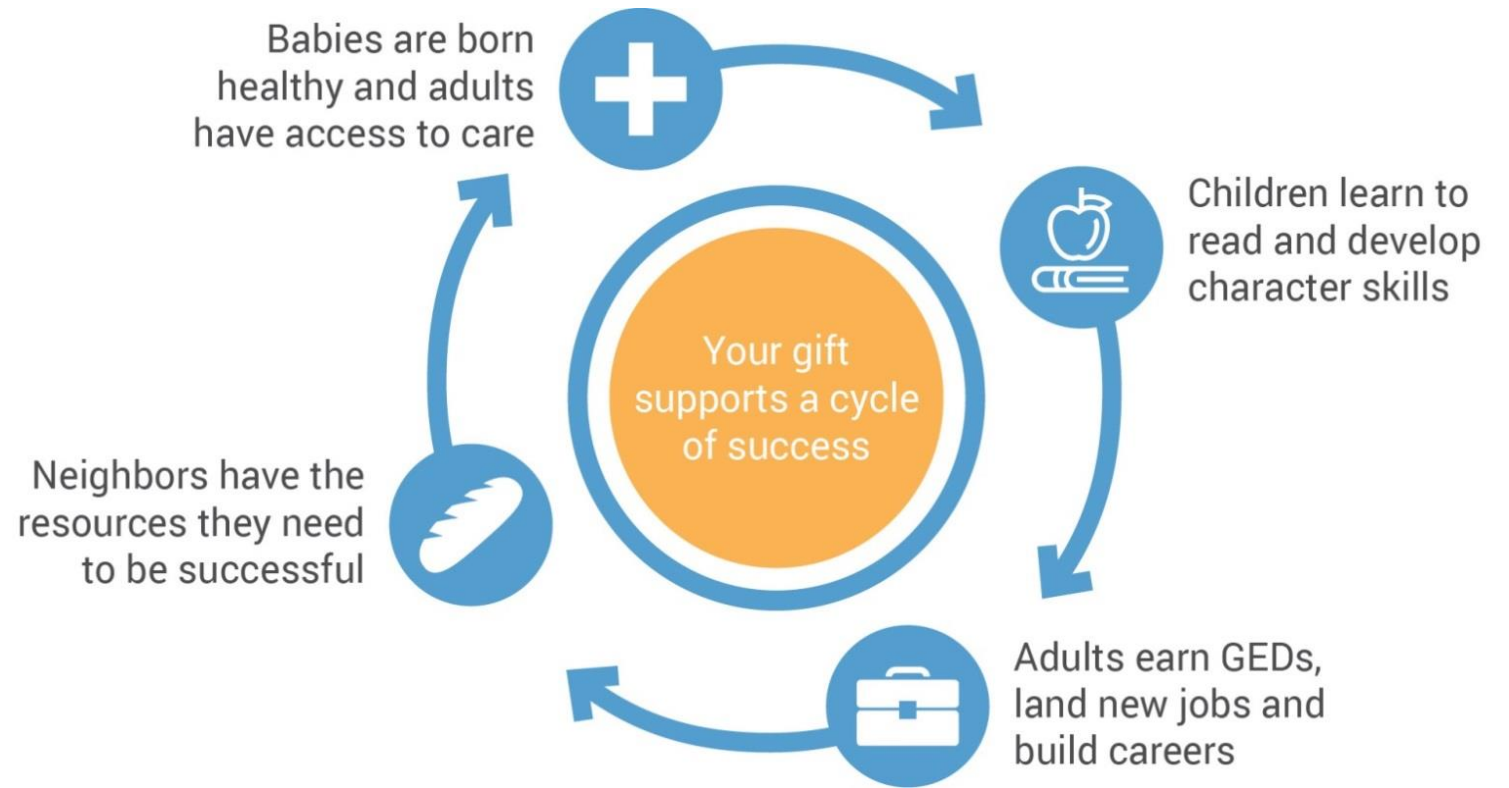 Babies are born
healthy and adults
have access to care
Children learn to
read and develop
character skills
Your gift
supports a cycle
of success
Neighbors have the
resources they need
to be successful
Adults earn GEDs,
land new jobs and
build careers